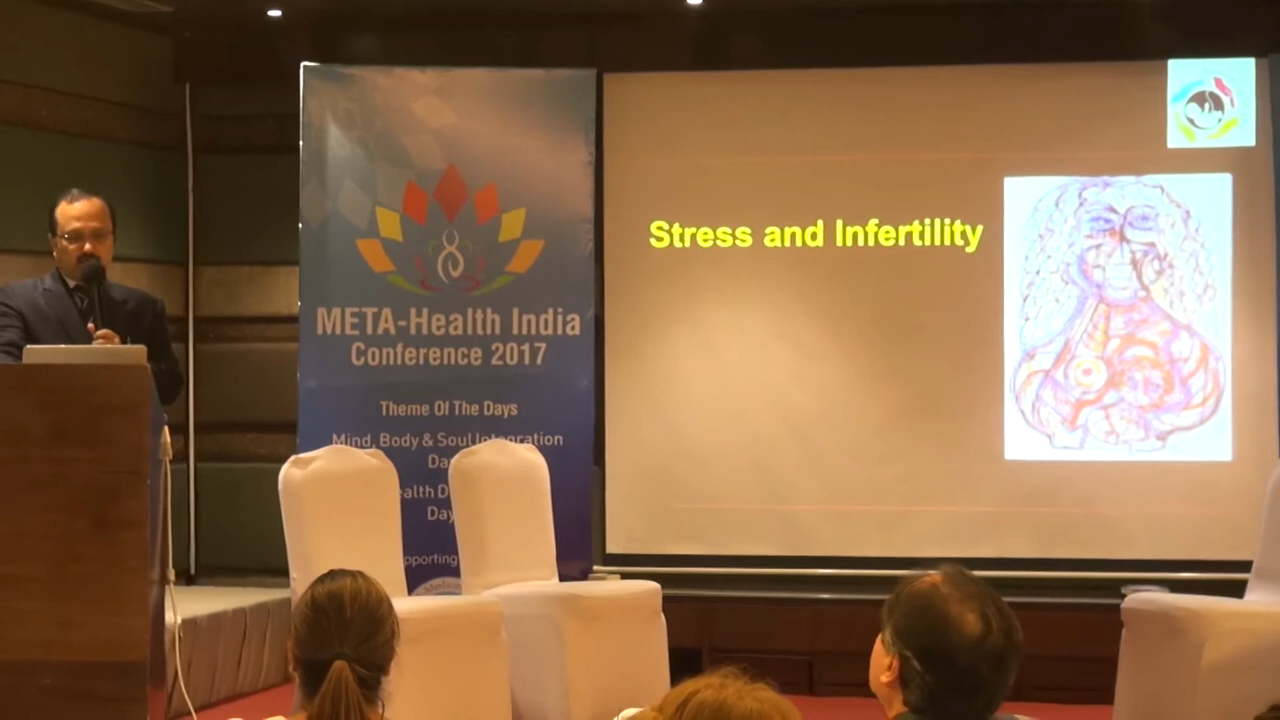 META-Health India
Conference 2017
Theme Of The Days
Mind, Body & Soul Integration
Stress and Infertility